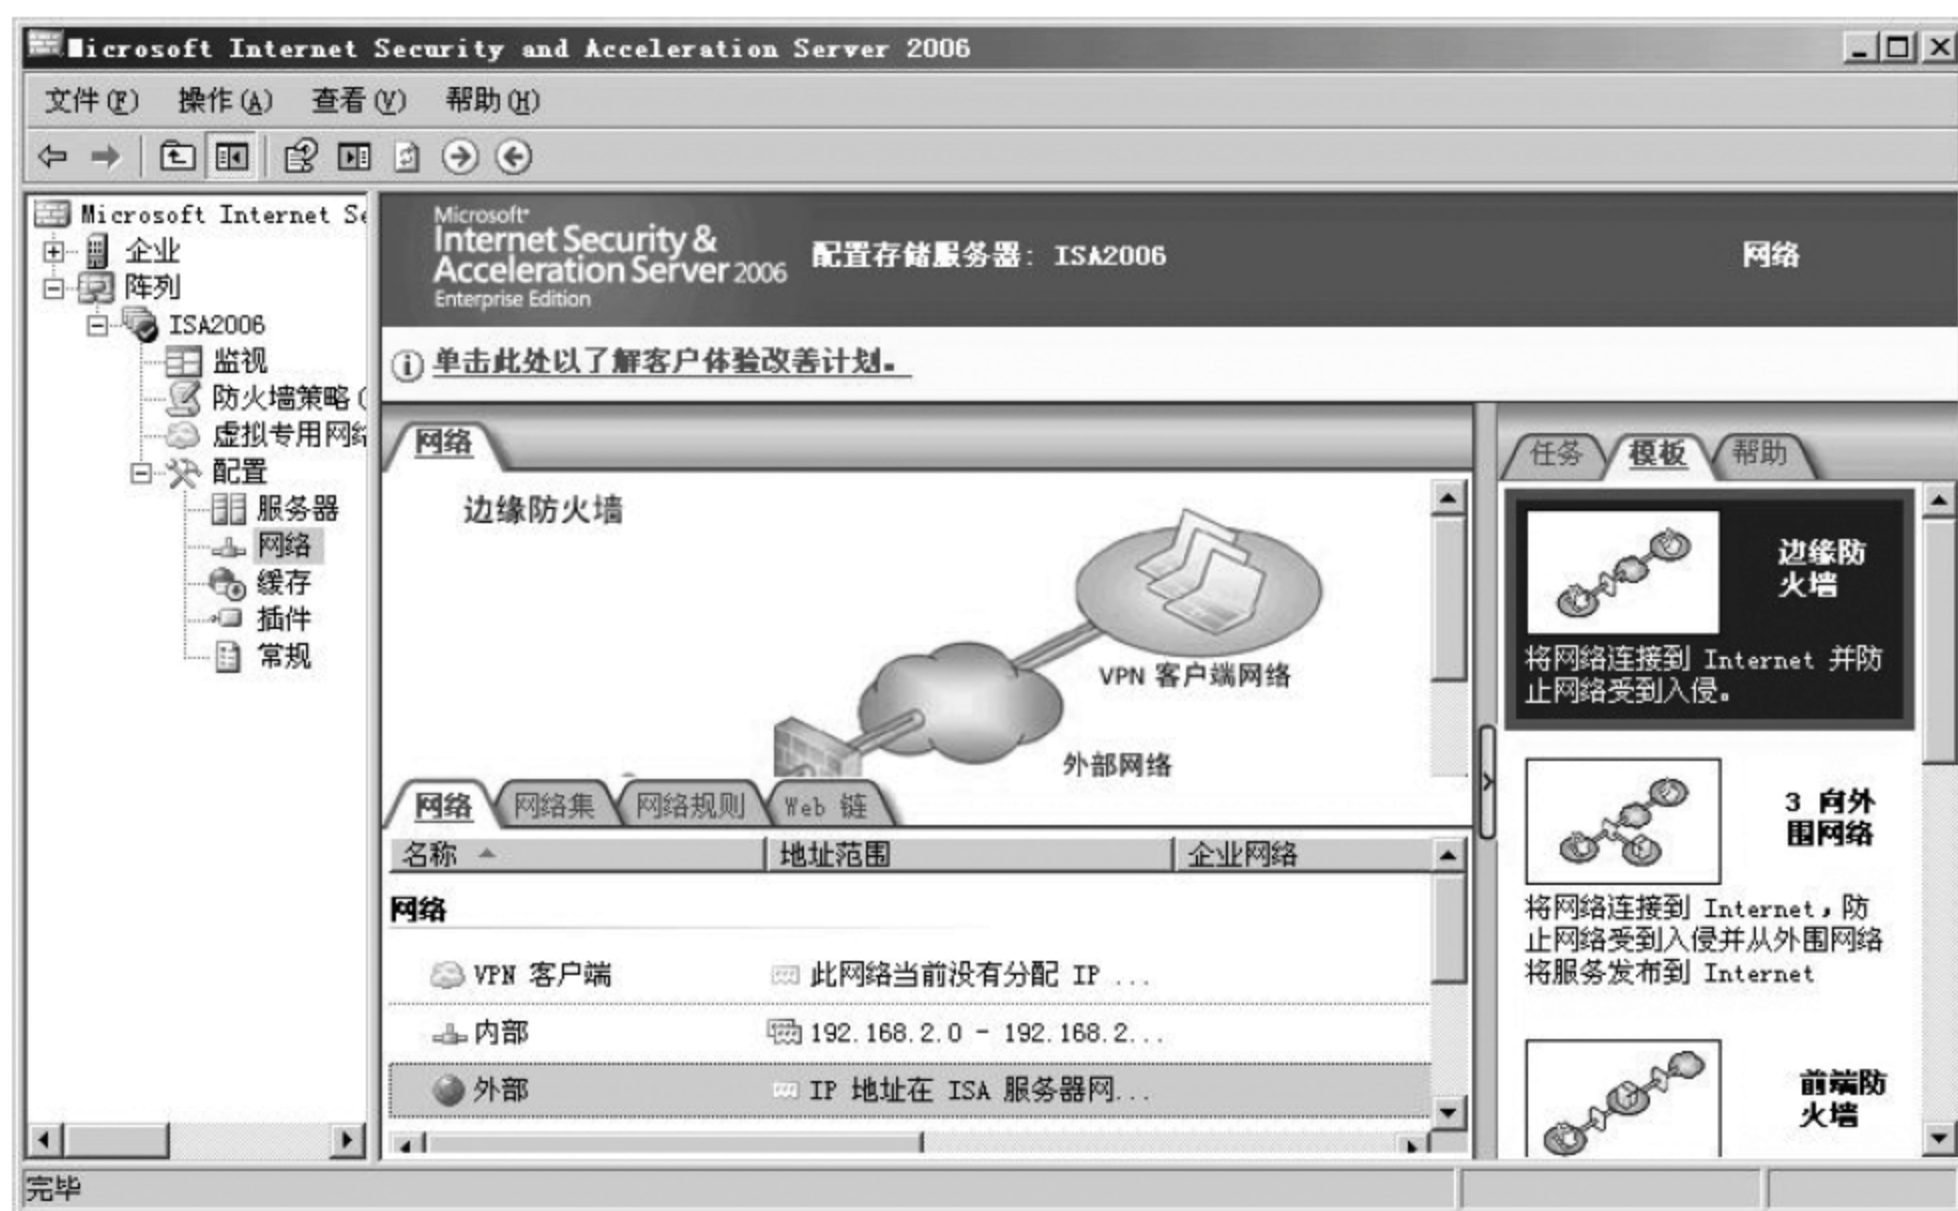 Microsoft Internet Security and Acceleration Server 2006
文件(F) 操作(A) 查看(V) 帮助(H)
Microsoft Internet Se
企业
阵列
ISA2006
监视
防火墙策略(
虚拟专用网络
配置
服务器
网络
缓存
插件
常规
Microsoft
Internet Security &
Acceleration Server 2006
Enterprise Edition
配置存储服务器: ISA2006
网络
单击此处以了解客户体验改善计划。
网络
边缘防火墙
VPN 客户端网络
外部网络
网络 网络集 网络规则 Web 链
名称 地址范围 企业网络
网络
VPN 客户端 此网络当前没有分配 IP ...
内部 192.168.2.0 - 192.168.2...
外部 IP 地址在 ISA 服务器网...
任务 模板 帮助
边缘防
火墙
将网络连接到 Internet 并防
止网络受到入侵。
3 向外
围网络
将网络连接到 Internet，防
止网络受到入侵并从外围网络
将服务发布到 Internet
前端防
火墙
完毕